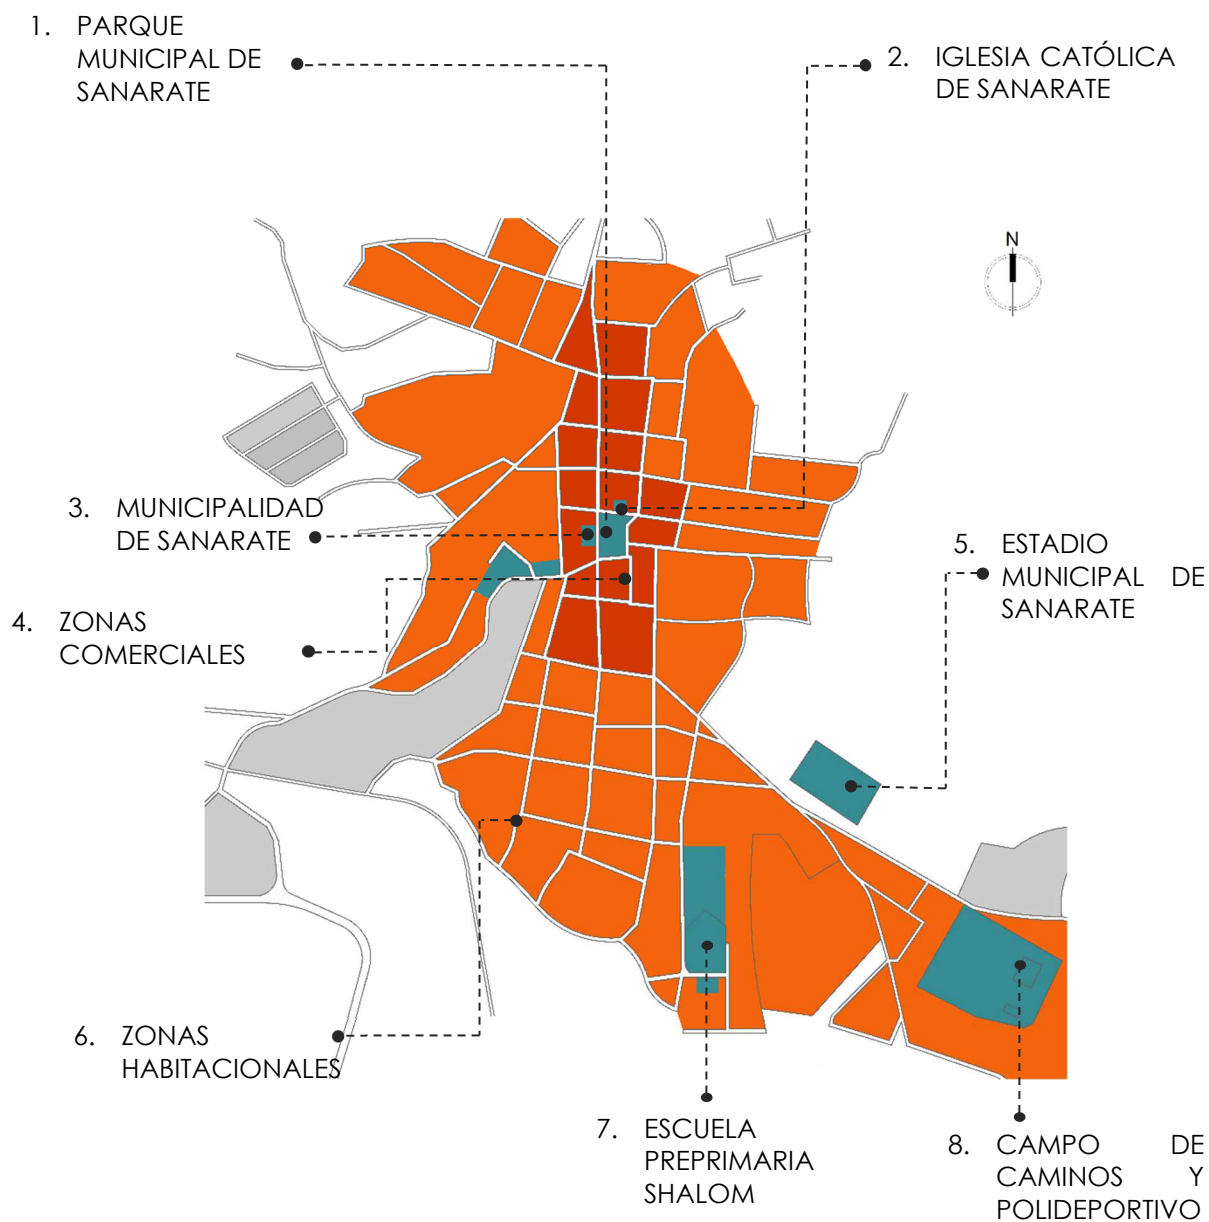 1. PARQUE
MUNICIPAL DE
SANARATE
2. IGLESIA CATÓLICA
DE SANARATE
N
3. MUNICIPALIDAD
DE SANARATE
5. ESTADIO
MUNICIPAL DE
SANARATE
4. ZONAS
COMERCIALES
6. ZONAS
HABITACIONALES
7. ESCUELA
PREPRIMARIA
SHALOM
8. CAMPO DE
CAMINOS Y
POLIDEPORTIVO